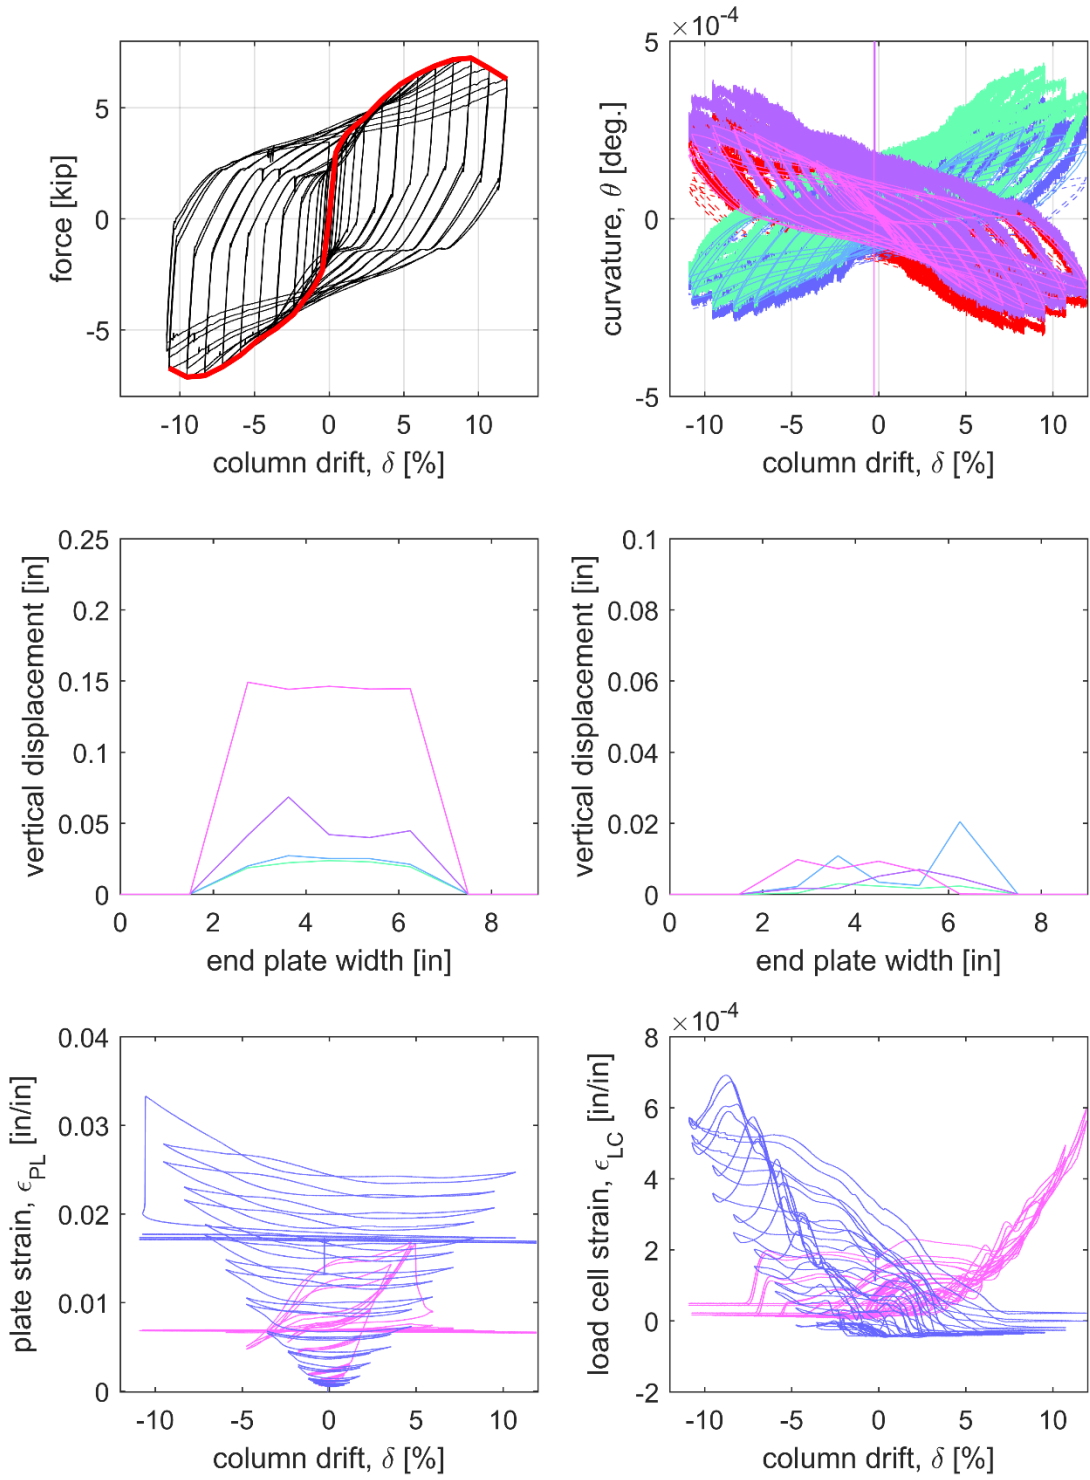 5
0
-5
force [kip]
-10 -5 0 5 10
column drift, δ [%]
×10⁻⁴
5
0
-5
curvature, θ [deg.]
-10 -5 0 5 10
column drift, δ [%]
0.25
0.2
0.15
0.1
0.05
0
vertical displacement [in]
0 2 4 6 8
end plate width [in]
0.1
0.08
0.06
0.04
0.02
0
vertical displacement [in]
0 2 4 6 8
end plate width [in]
0.04
0.03
0.02
0.01
0
plate strain, ϵ_PL [in/in]
-10 -5 0 5 10
column drift, δ [%]
×10⁻⁴
8
6
4
2
0
-2
load cell strain, ϵ_LC [in/in]
-10 -5 0 5 10
column drift, δ [%]